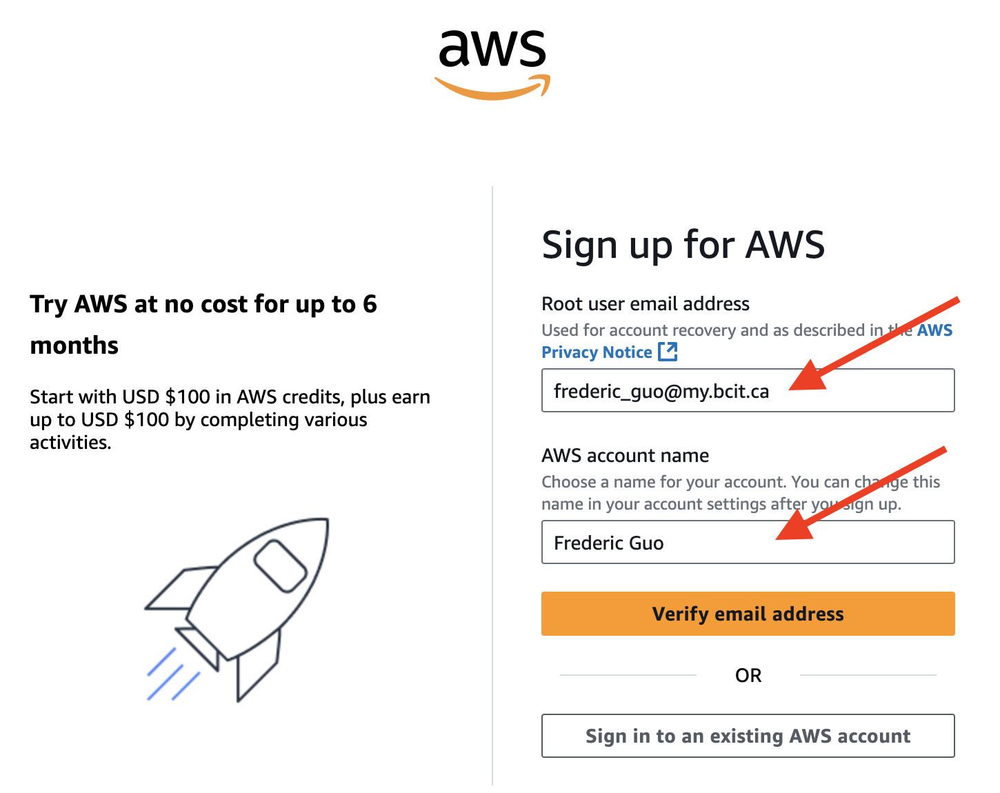 aws
Try AWS at no cost for up to 6
months
Start with USD $100 in AWS credits, plus earn
up to USD $100 by completing various
activities.
Sign up for AWS
Root user email address
Used for account recovery and as described in the AWS
Privacy Notice
frederic_guo@my.bcit.ca
AWS account name
Choose a name for your account. You can change this
name in your account settings after you sign up.
Frederic Guo
Verify email address
OR
Sign in to an existing AWS account